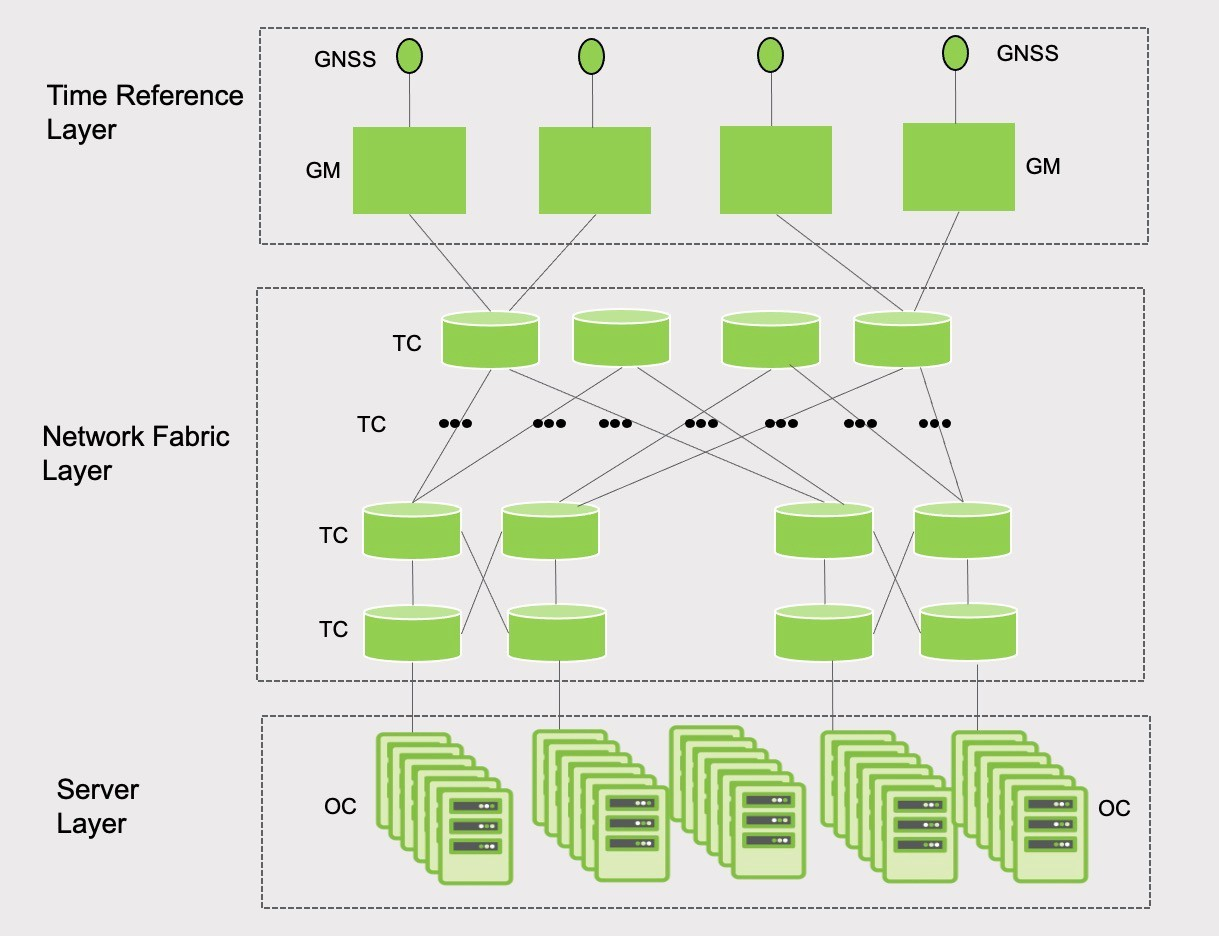 GNSS
GNSS
Time Reference
Layer
GM
GM
TC
TC
Network Fabric
Layer
TC
TC
Server
Layer
OC
OC